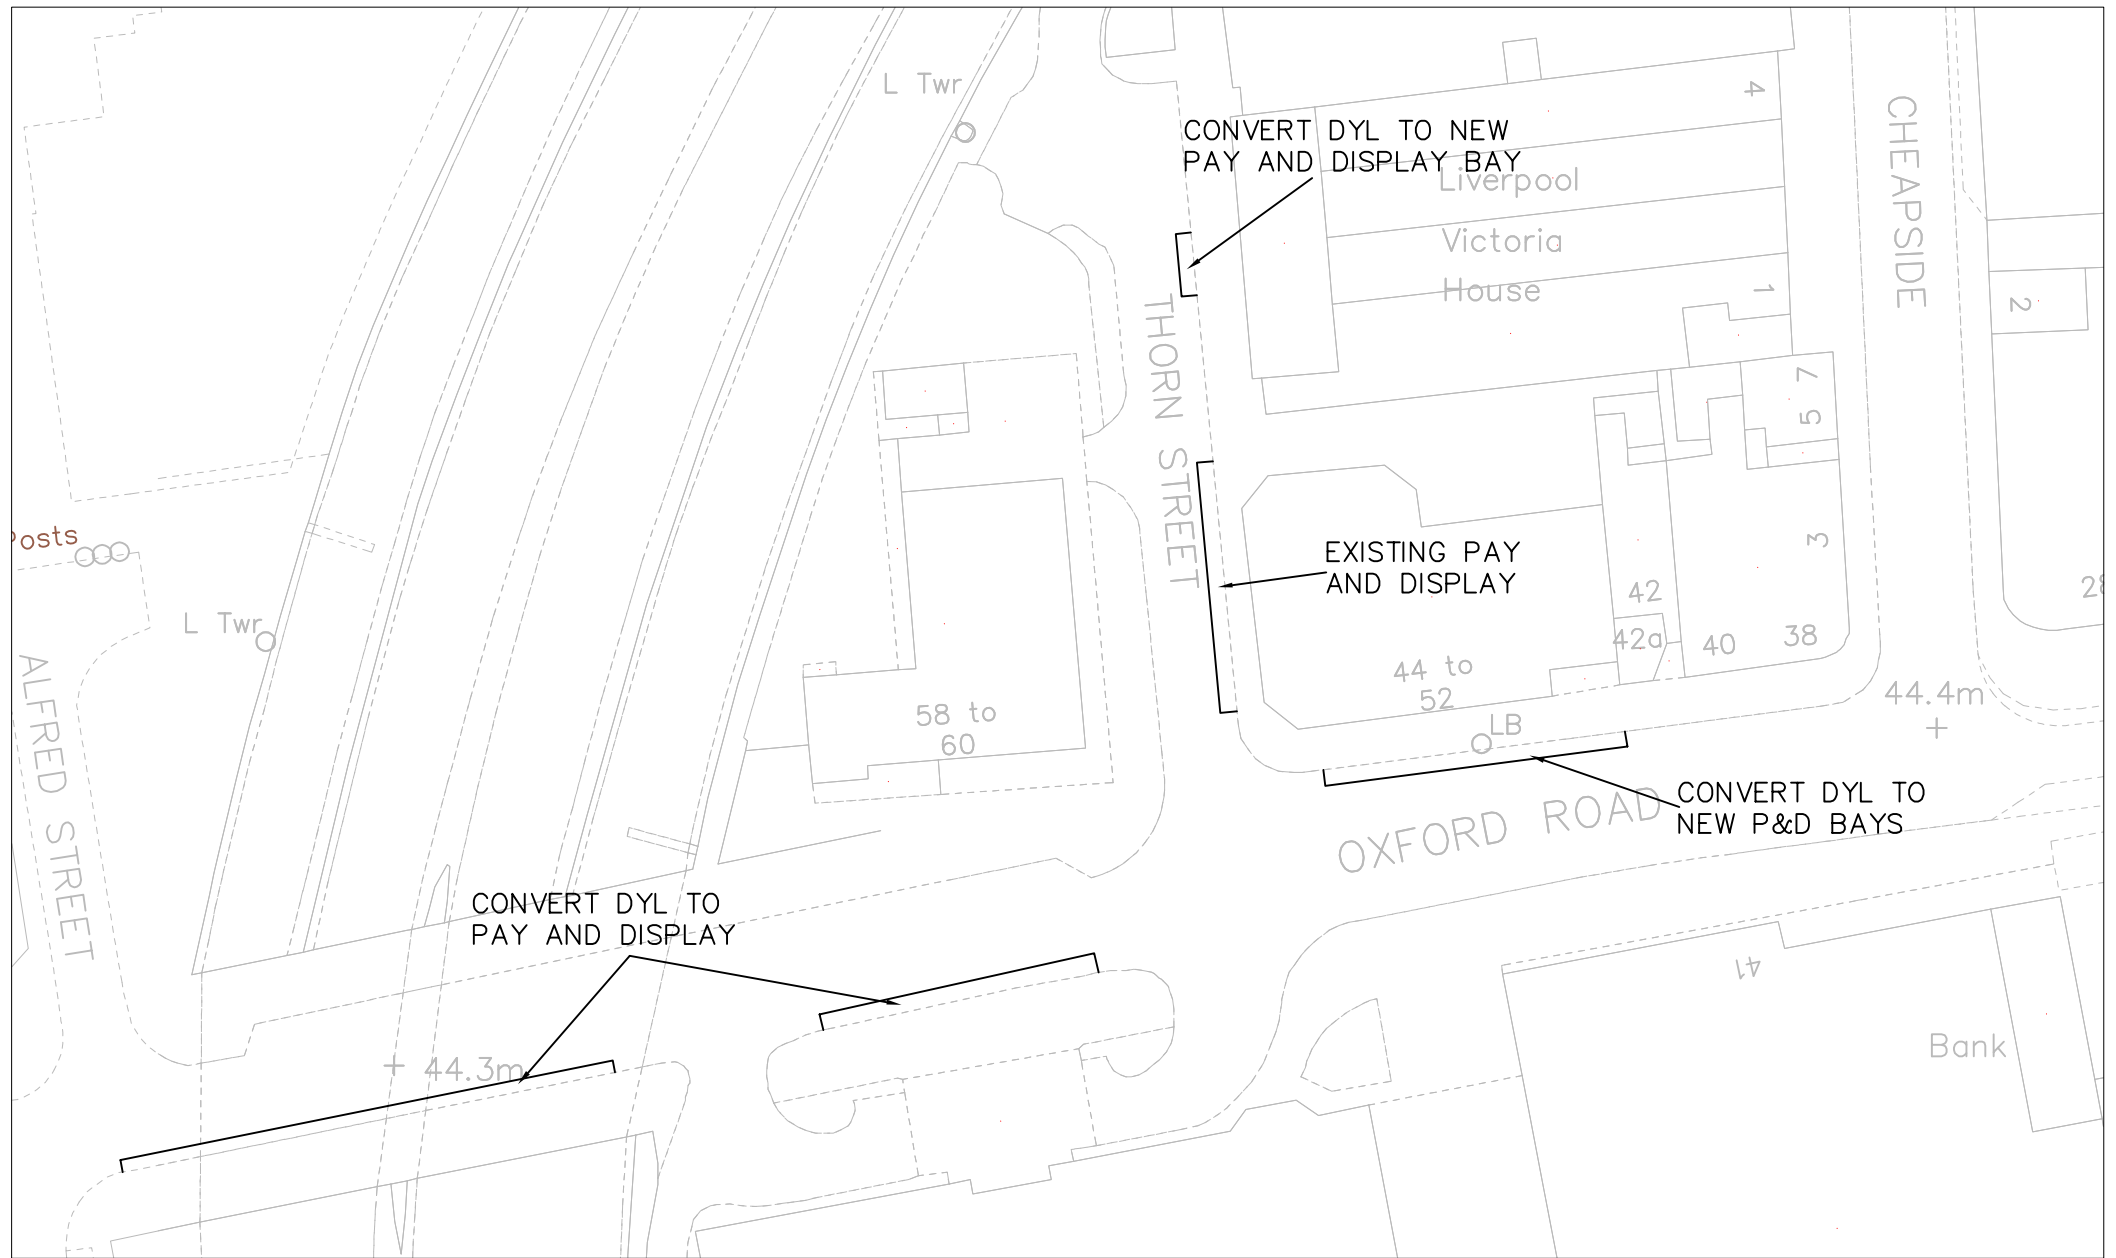 L Twr
CONVERT DYL TO NEW
PAY AND DISPLAY BAY
4
Liverpool
Victoria
House
1
CHEAPSIDE
2
THORN STREET
7
5
3
EXISTING PAY
AND DISPLAY
Posts
L Twr
ALFRED STREET
42
42a
40
38
28
44 to
52
LB
58 to
60
44.4m
CONVERT DYL TO
NEW P&D BAYS
OXFORD ROAD
CONVERT DYL TO
PAY AND DISPLAY
41
Bank
44.3m